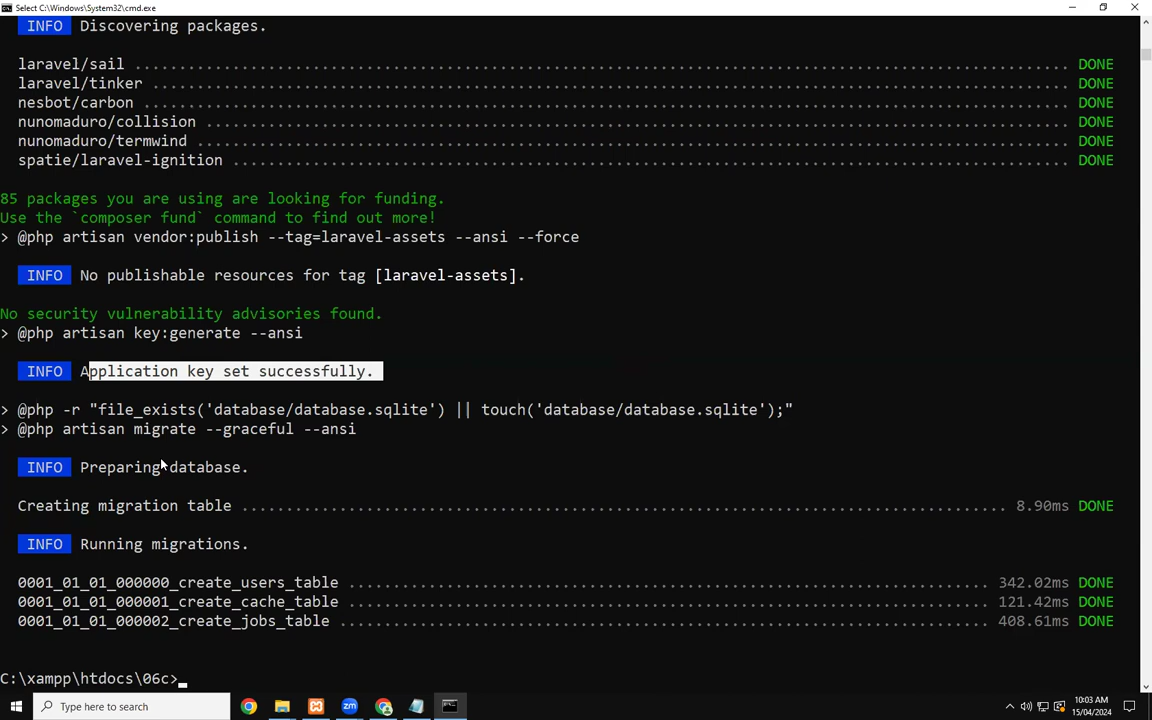 Select C:\Windows\System32\cmd.exe
INFO Discovering packages.
laravel/sail ........................................................................................................ DONE
laravel/tinker ...................................................................................................... DONE
nesbot/carbon ....................................................................................................... DONE
nunomaduro/collision ................................................................................................ DONE
nunomaduro/termwind ................................................................................................. DONE
spatie/laravel-ignition ............................................................................................. DONE
85 packages you are using are looking for funding.
Use the `composer fund` command to find out more!
> @php artisan vendor:publish --tag=laravel-assets --ansi --force
INFO No publishable resources for tag [laravel-assets].
No security vulnerability advisories found.
> @php artisan key:generate --ansi
INFO Application key set successfully.
> @php -r "file_exists('database/database.sqlite') || touch('database/database.sqlite');"
> @php artisan migrate --graceful --ansi
INFO Preparing database.
Creating migration table ..................................................................................... 8.90ms DONE
INFO Running migrations.
0001_01_01_000000_create_users_table ........................................................................ 342.02ms DONE
0001_01_01_000001_create_cache_table ........................................................................ 121.42ms DONE
0001_01_01_000002_create_jobs_table ......................................................................... 408.61ms DONE
C:\xampp\htdocs\06c>
Type here to search
zm
10:03 AM
15/04/2024